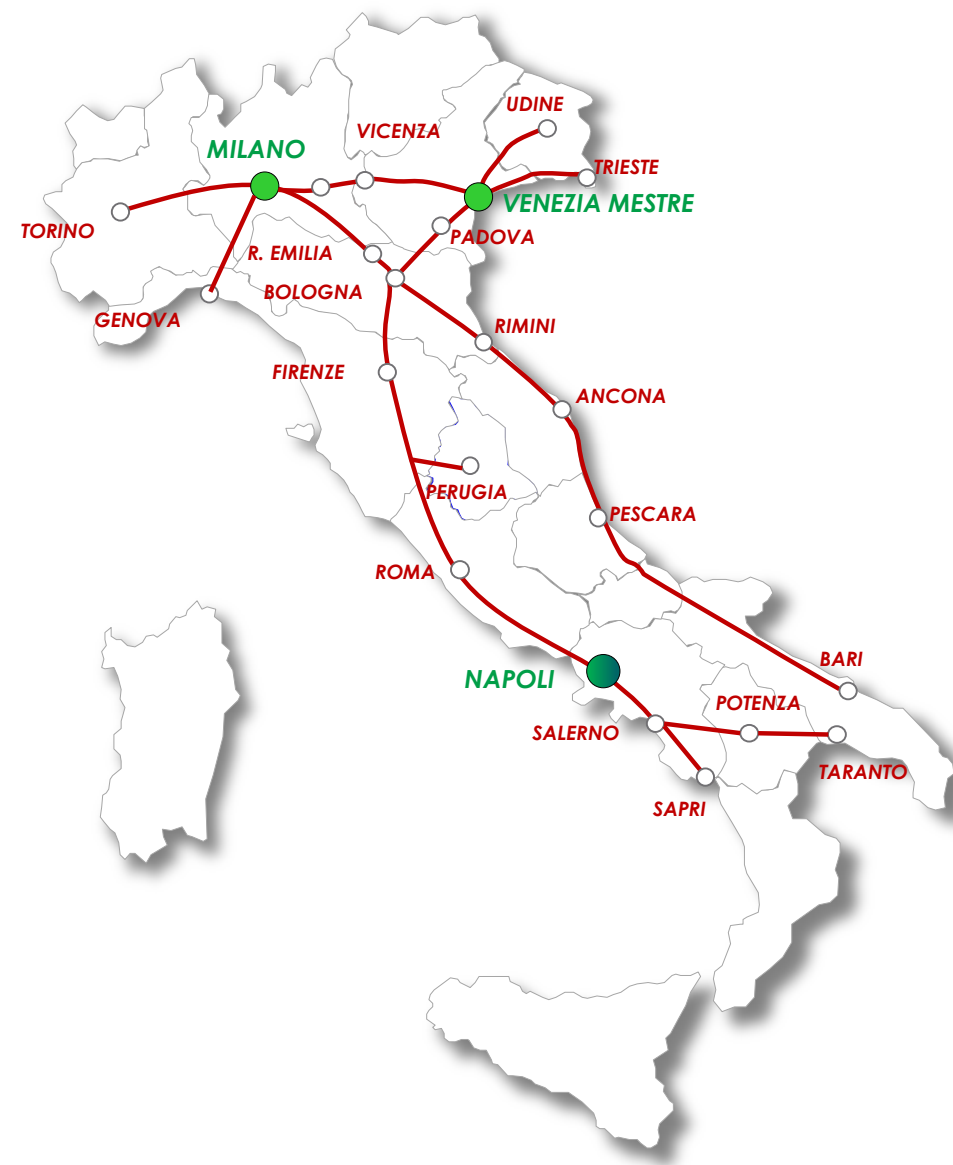 UDINE
VICENZA
MILANO
TRIESTE
VENEZIA MESTRE
TORINO
PADOVA
R. EMILIA
BOLOGNA
GENOVA
RIMINI
FIRENZE
ANCONA
PERUGIA
PESCARA
ROMA
BARI
NAPOLI
POTENZA
SALERNO
TARANTO
SAPRI